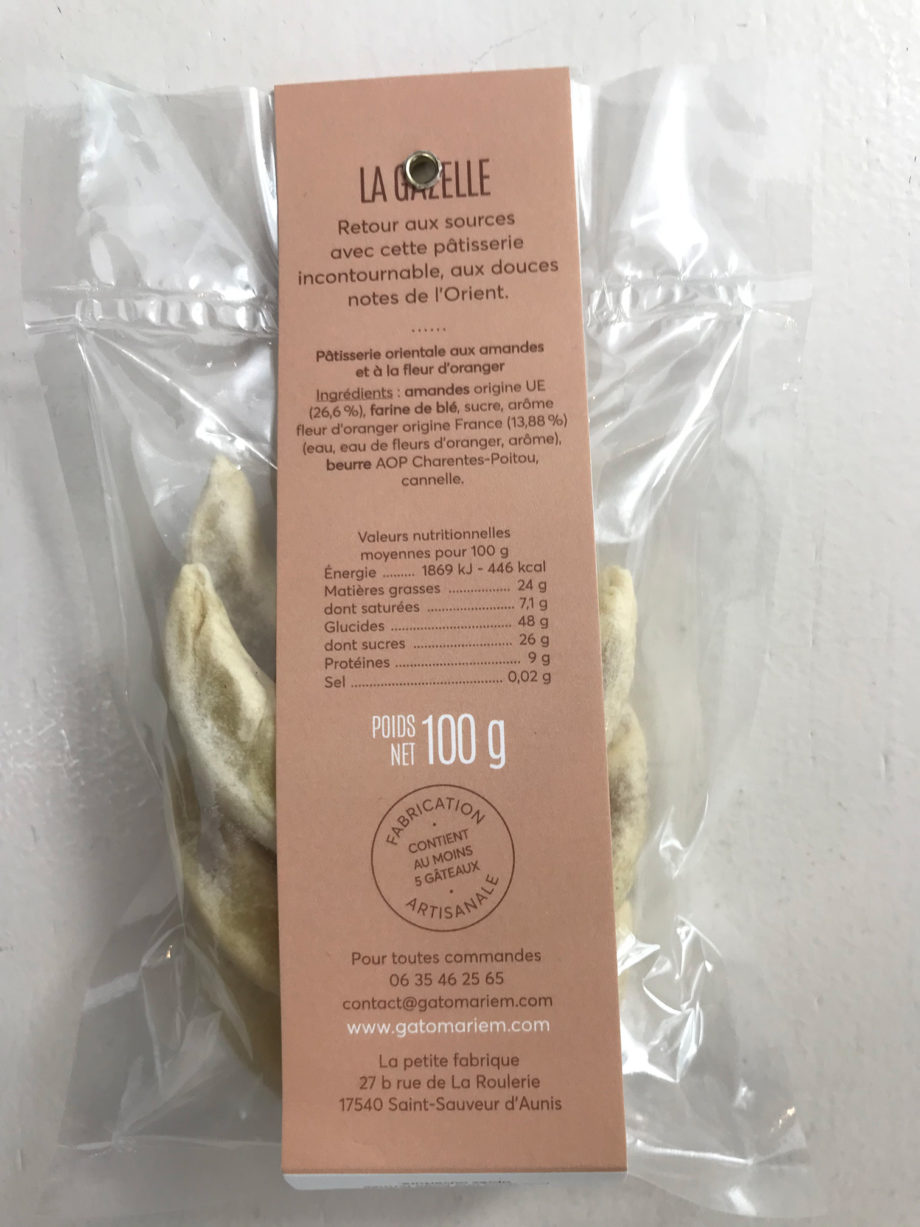 LA GAZELLE
Retour aux sources
avec cette pâtisserie
incontournable, aux douces
notes de l'Orient.
......
Pâtisserie orientale aux amandes
et à la fleur d'oranger
Ingrédients : amandes origine UE
(26,6 %), farine de blé, sucre, arôme
fleur d'oranger origine France (13,88 %)
(eau, eau de fleurs d'oranger, arôme),
beurre AOP Charentes-Poitou,
cannelle.
Valeurs nutritionnelles
moyennes pour 100 g
Énergie ......... 1869 kJ - 446 kcal
Matières grasses ................. 24 g
dont saturées ....................... 7,1 g
Glucides ................................ 48 g
dont sucres .......................... 26 g
Protéines ................................. 9 g
Sel ........................................ 0,02 g
POIDS NET 100 g
FABRICATION
CONTIENT
AU MOINS
5 GÂTEAUX
ARTISANALE
Pour toutes commandes
06 35 46 25 65
contact@gatomariem.com
www.gatomariem.com
La petite fabrique
27 b rue de La Roulerie
17540 Saint-Sauveur d'Aunis